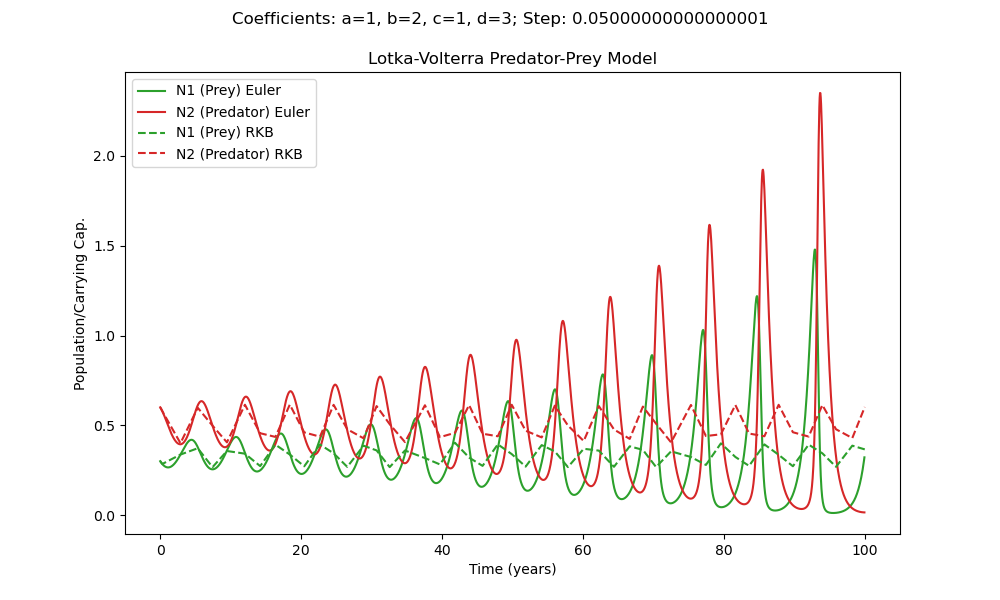 Coefficients: a=1, b=2, c=1, d=3; Step: 0.05000000000000001
Lotka-Volterra Predator-Prey Model
N1 (Prey) Euler
N2 (Predator) Euler
N1 (Prey) RKB
N2 (Predator) RKB
2.0
1.5
1.0
0.5
0.0
Population/Carrying Cap.
0 20 40 60 80 100
Time (years)